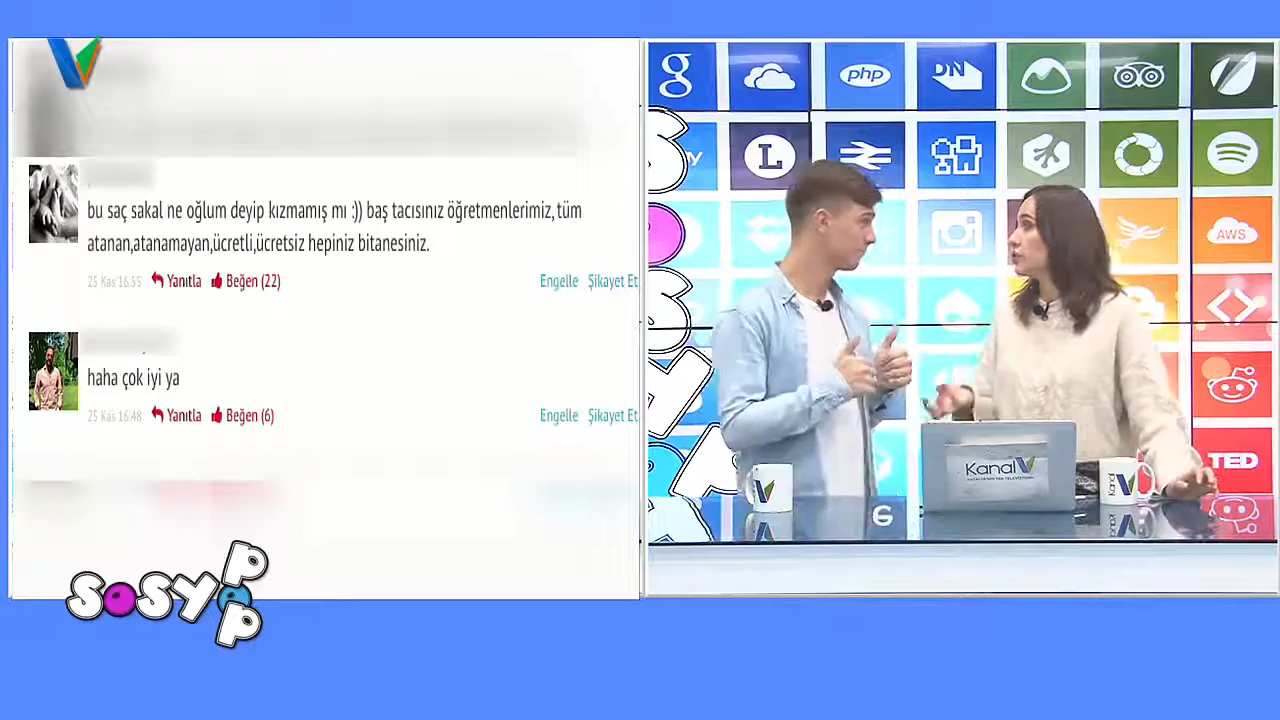 bu saç sakal ne oğlum deyip kızmamış mı :)) baş tacısınız öğretmenlerimiz,tüm
atanan,atanamayan,ücretli,ücretsiz hepiniz bitanesiniz.
25 Kas 16:55 Yanıtla Beğen (22) Engelle Şikayet Et
haha çok iyi ya
25 Kas 16:48 Yanıtla Beğen (6) Engelle Şikayet Et
sosypop
g
php
DN
L
AWS
TED
KanalV
Kanal V